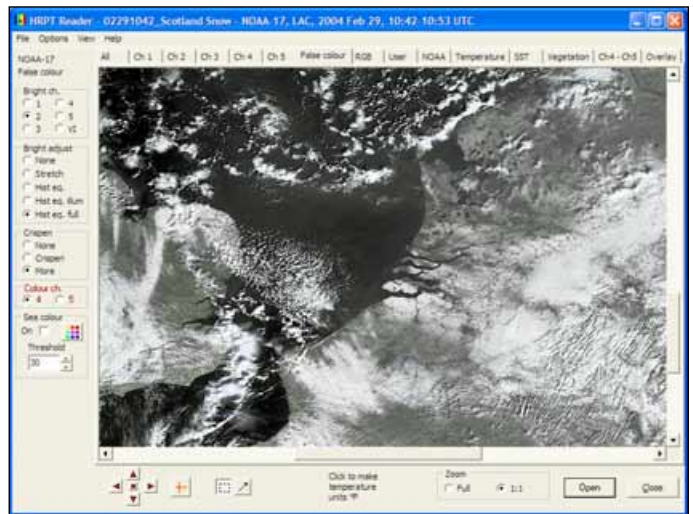 HRPT Reader - 02291042_Scotland Snow - NOAA-17, LAC, 2004 Feb 29, 10:42-10:53 UTC
File Options View Help
NOAA-17
False colour
All Ch 1 Ch 2 Ch 3 Ch 4 Ch 5 False colour RGB User NOAA Temperature SST Vegetation Ch4 - Ch5 Overlay
Bright ch.
1 4
2 5
3 VI
Bright adjust
None
Stretch
Hist eq.
Hist eq. illum
Hist eq. full
Crispen
None
Crispen
More
Colour ch.
4 5
Sea colour
On
Threshold
30
Click to make
temperature
units °F
Zoom
Full 1:1
Open
Close